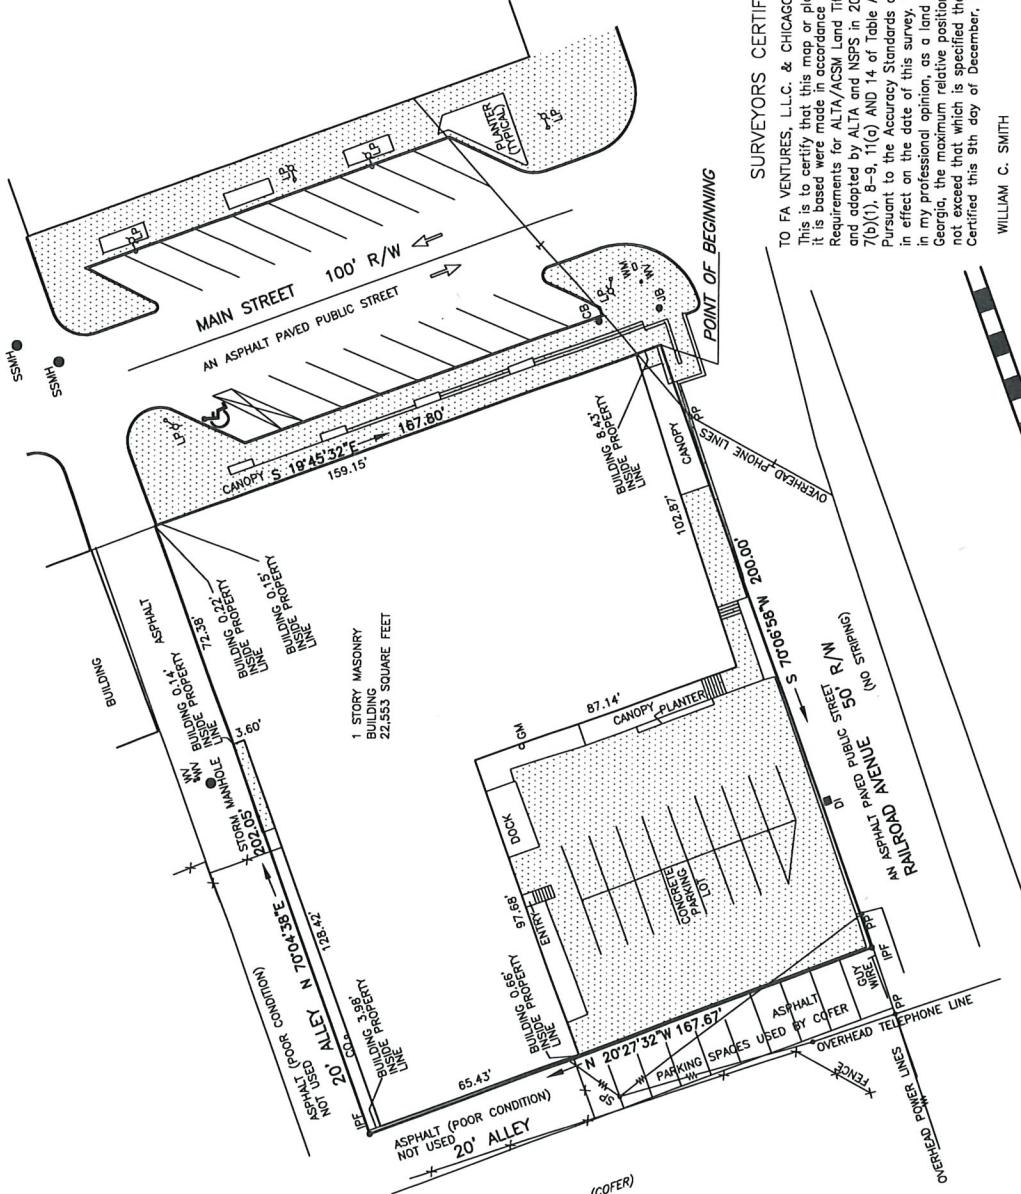 SSMH
SSMH
LP
LP
LP
LP
LP
PLANTER
(TYPICAL)
MAIN STREET 100' R/W
AN ASPHALT PAVED PUBLIC STREET
CANOPY
S 19°45'32"E
167.80'
159.15'
CB
LP
WM
WV
JB
POINT OF BEGINNING
BUILDING
ASPHALT
72.38'
BUILDING 0.22'
INSIDE PROPERTY
LINE
BUILDING 0.15'
INSIDE PROPERTY
LINE
BUILDING 0.14'
INSIDE PROPERTY
LINE
3.60'
WV
WV
STORM MANHOLE
202.05'
N 70°04'38"E
128.42'
20' ALLEY
ASPHALT (POOR CONDITION)
NOT USED
CO
IPF
BUILDING 3.98'
INSIDE PROPERTY
LINE
1 STORY MASONRY
BUILDING
22,553 SQUARE FEET
BUILDING 8.43'
INSIDE PROPERTY
LINE
102.87'
CANOPY
PP
OVERHEAD PHONE LINES
S 70°06'58"W 200.00'
87.14'
CANOPY
PLANTER
GM
DOCK
97.68'
ENTRY
CONCRETE
PARKING
LOT
BUILDING 0.66'
INSIDE PROPERTY
LINE
65.43'
N 20°27'32"W 167.67'
ASPHALT (POOR CONDITION)
NOT USED
20' ALLEY
SP
ASPHALT
PARKING SPACES USED BY COFER
GUY
WIRE
IPF
PP
PP
DI
AN ASPHALT PAVED PUBLIC STREET
RAILROAD AVENUE 50' R/W
(NO STRIPING)
OVERHEAD TELEPHONE LINE
FENCE
OVERHEAD POWER LINES
(COFER)
SURVEYORS CERTIF
TO FA VENTURES, L.L.C. & CHICAGO
This is to certify that this map or pla
it is based were made in accordance
Requirements for ALTA/ACSM Land Tit
and adopted by ALTA and NSPS in 20
7(b)(1), 8-9, 11(a) AND 14 of Table A
Pursuant to the Accuracy Standards a
in effect on the date of this survey.
in my professional opinion, as a land
Georgia, the maximum relative position
not exceed that which is specified the
Certified this 9th day of December,
WILLIAM C. SMITH